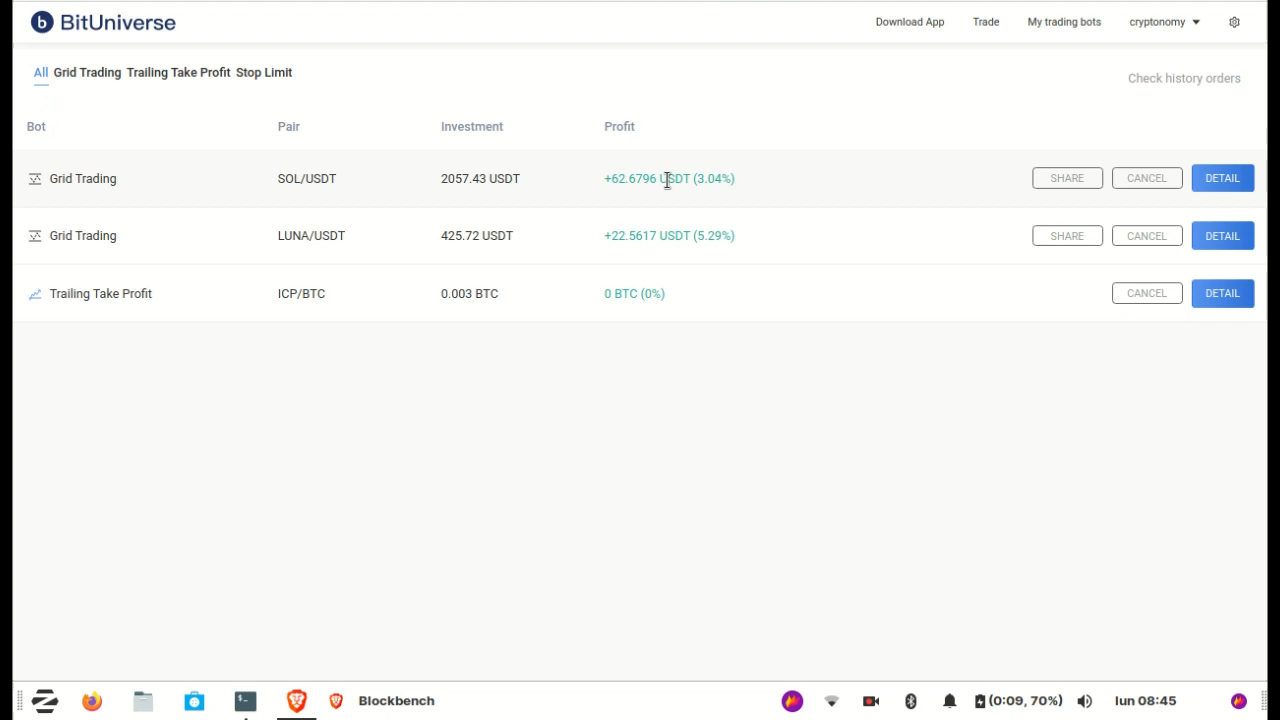 BitUniverse
Download App Trade My trading bots cryptonomy
All Grid Trading Trailing Take Profit Stop Limit
Check history orders
Bot Pair Investment Profit
Grid Trading SOL/USDT 2057.43 USDT +62.6796 USDT (3.04%) SHARE CANCEL DETAIL
Grid Trading LUNA/USDT 425.72 USDT +22.5617 USDT (5.29%) SHARE CANCEL DETAIL
Trailing Take Profit ICP/BTC 0.003 BTC 0 BTC (0%) CANCEL DETAIL
Blockbench (0:09, 70%) lun 08:45